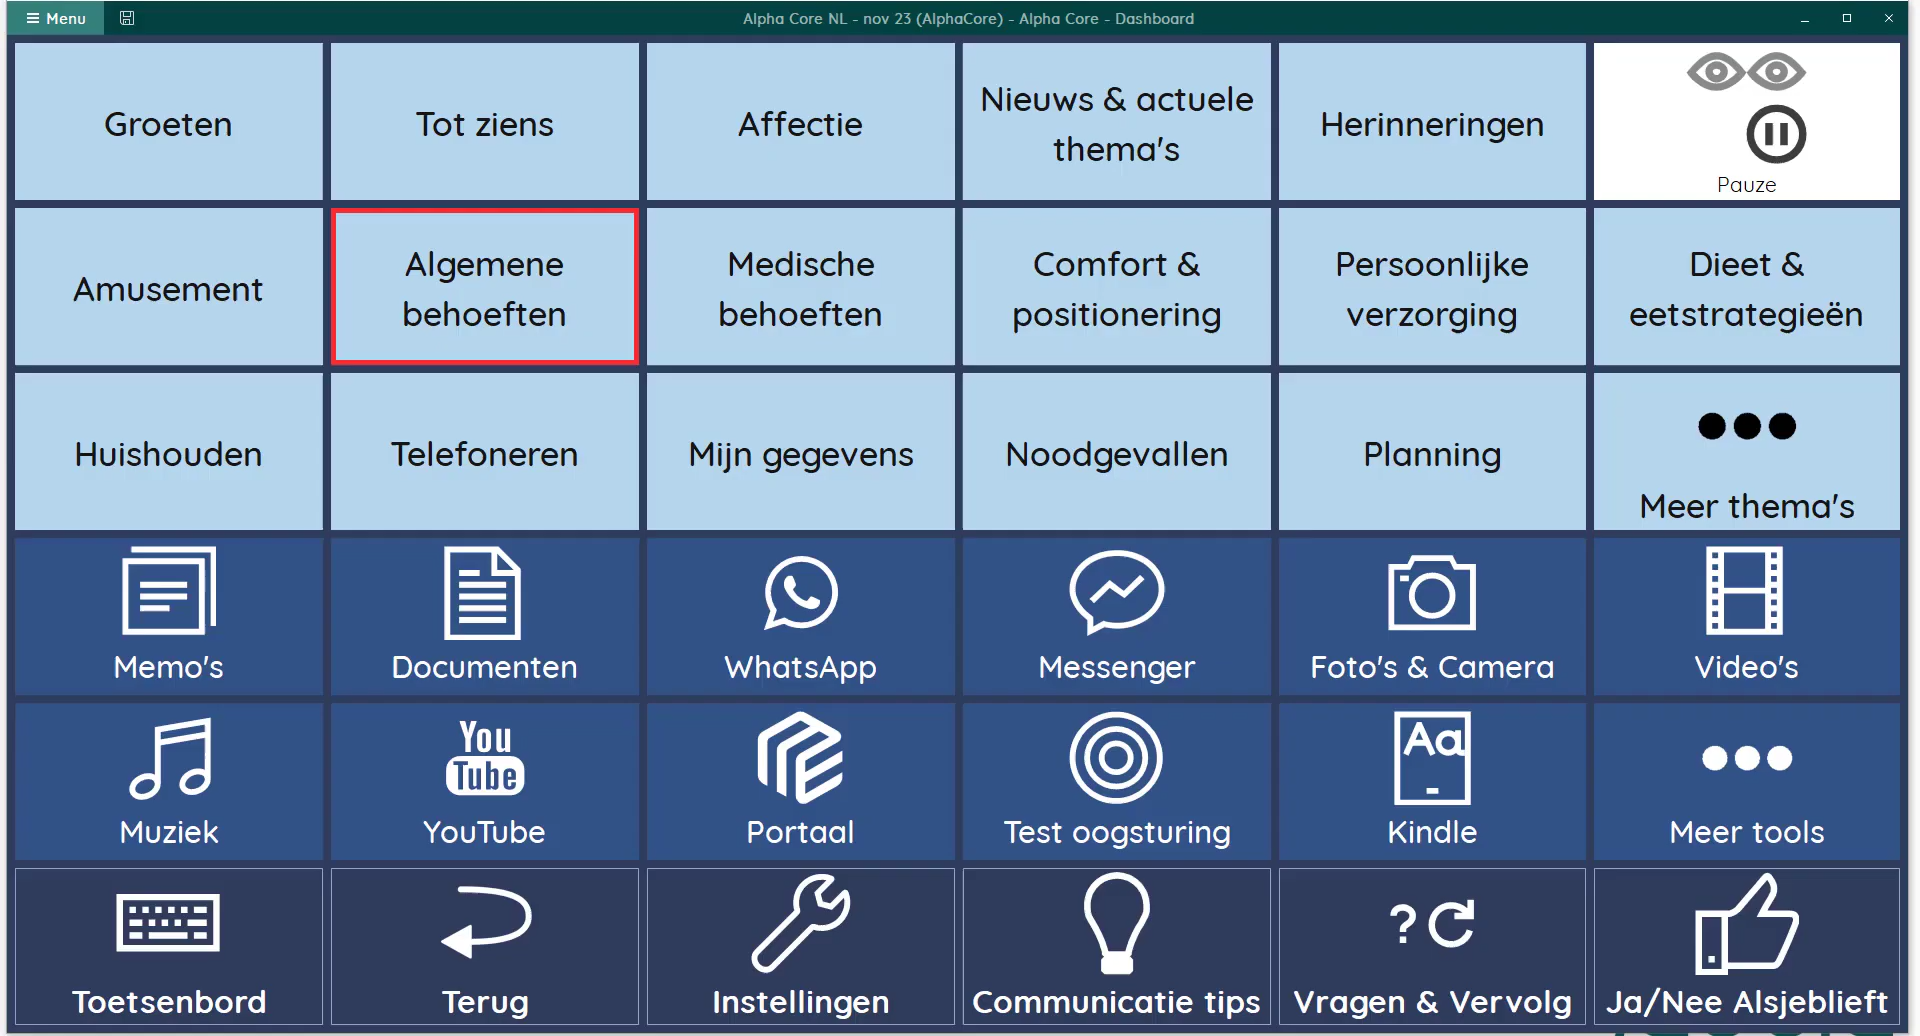 Menu
Alpha Core NL - nov 23 (AlphaCore) - Alpha Core - Dashboard
Groeten
Tot ziens
Affectie
Nieuws & actuele
thema's
Herinneringen
Pauze
Amusement
Algemene
behoeften
Medische
behoeften
Comfort &
positionering
Persoonlijke
verzorging
Dieet &
eetstrategieën
Huishouden
Telefoneren
Mijn gegevens
Noodgevallen
Planning
Meer thema's
Memo's
Documenten
WhatsApp
Messenger
Foto's & Camera
Video's
Muziek
You
Tube
YouTube
Portaal
Test oogsturing
Aa
Kindle
Meer tools
Toetsenbord
Terug
Instellingen
Communicatie tips
?
Vragen & Vervolg
Ja/Nee Alsjeblieft